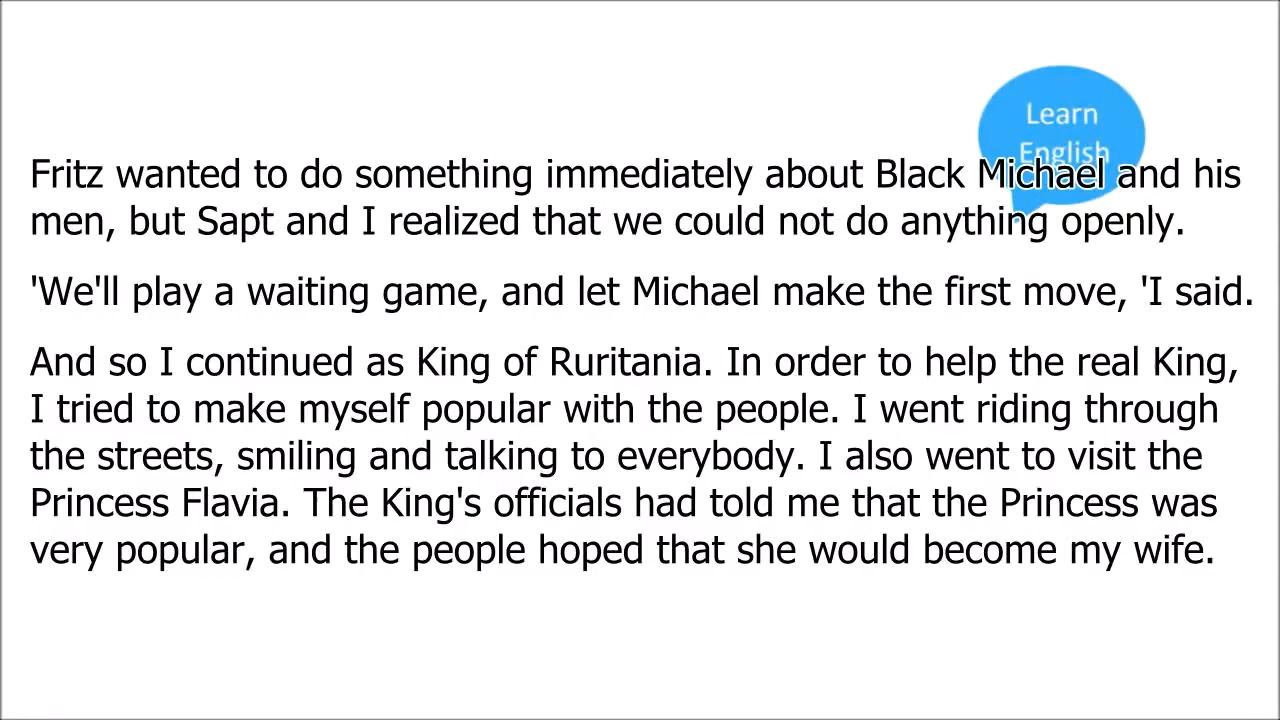 Learn
English
Fritz wanted to do something immediately about Black Michael and his
men, but Sapt and I realized that we could not do anything openly.
'We'll play a waiting game, and let Michael make the first move, 'I said.
And so I continued as King of Ruritania. In order to help the real King,
I tried to make myself popular with the people. I went riding through
the streets, smiling and talking to everybody. I also went to visit the
Princess Flavia. The King's officials had told me that the Princess was
very popular, and the people hoped that she would become my wife.